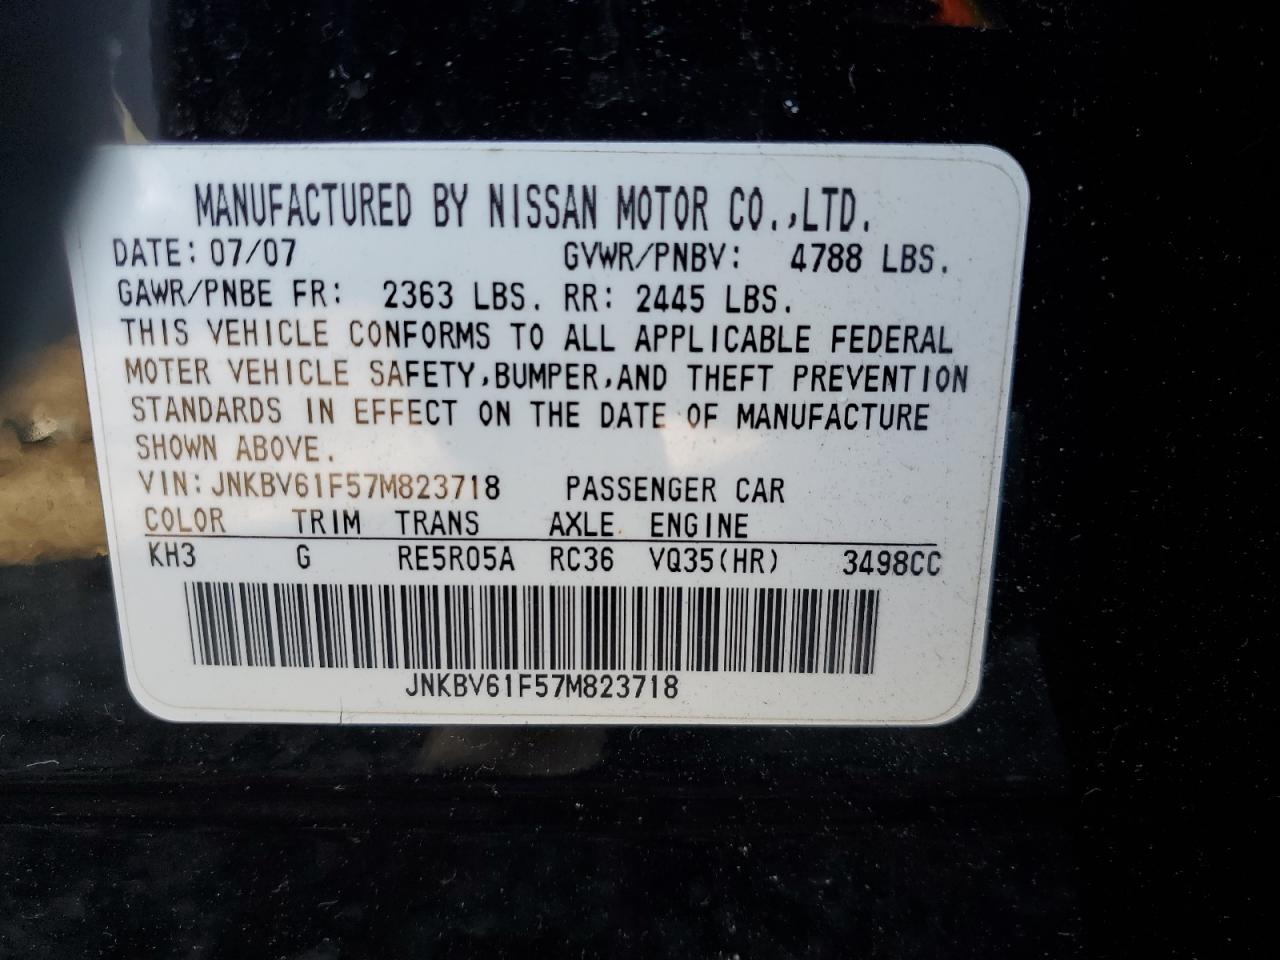 MANUFACTURED BY NISSAN MOTOR CO.,LTD.
DATE: 07/07 GVWR/PNBV: 4788 LBS.
GAWR/PNBE FR: 2363 LBS. RR: 2445 LBS.
THIS VEHICLE CONFORMS TO ALL APPLICABLE FEDERAL
MOTER VEHICLE SAFETY,BUMPER,AND THEFT PREVENTION
STANDARDS IN EFFECT ON THE DATE OF MANUFACTURE
SHOWN ABOVE.
VIN:JNKBV61F57M823718 PASSENGER CAR
COLOR TRIM TRANS AXLE ENGINE
KH3 G RE5R05A RC36 VQ35(HR) 3498CC
JNKBV61F57M823718